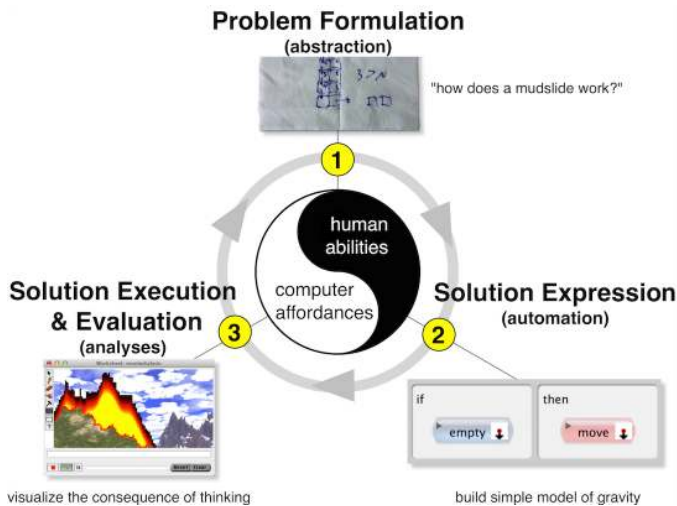 Problem Formulation
(abstraction)
3 > N
"how does a mudslide work?"
1
human
abilities
computer
affordances
Solution Expression
(automation)
2
if
empty
then
move
build simple model of gravity
Solution Execution
& Evaluation
(analyses)
3
visualize the consequence of thinking